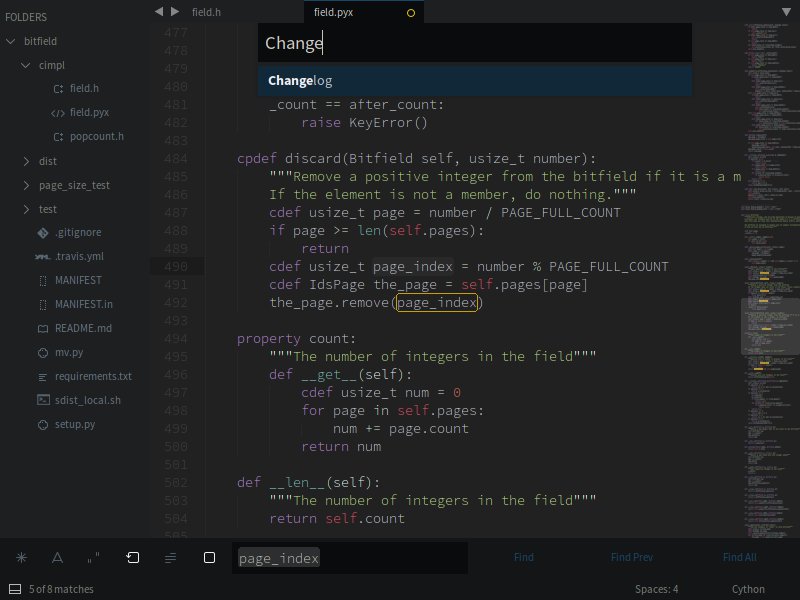 FOLDERS
bitfield
cimpl
field.h
field.pyx
popcount.h
dist
page_size_test
test
.gitignore
.travis.yml
MANIFEST
MANIFEST.in
README.md
mv.py
requirements.txt
sdist_local.sh
setup.py
field.h
field.pyx
Change
Changelog
477
478
479
480
481 _count == after_count:
482 raise KeyError()
483
484 cpdef discard(Bitfield self, usize_t number):
485 """Remove a positive integer from the bitfield if it is a m
486 If the element is not a member, do nothing."""
487 cdef usize_t page = number / PAGE_FULL_COUNT
488 if page >= len(self.pages):
489 return
490 cdef usize_t page_index = number % PAGE_FULL_COUNT
491 cdef IdsPage the_page = self.pages[page]
492 the_page.remove(page_index)
493
494 property count:
495 """The number of integers in the field"""
496 def __get__(self):
497 cdef usize_t num = 0
498 for page in self.pages:
499 num += page.count
500 return num
501
502 def __len__(self):
503 """The number of integers in the field"""
504 return self.count
505
page_index
Find
Find Prev
Find All
5 of 8 matches
Spaces: 4
Cython